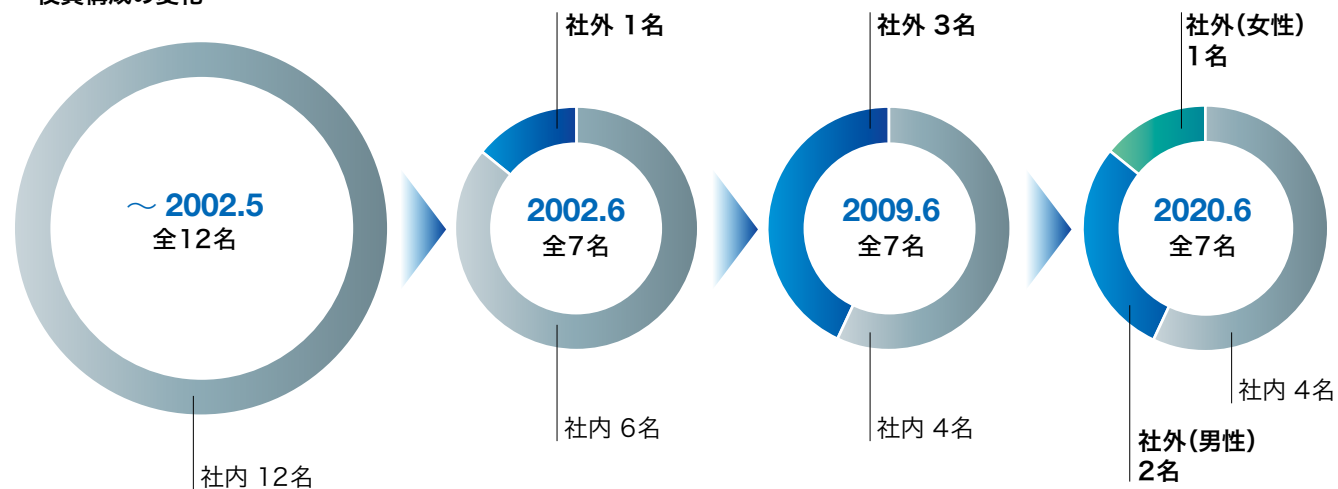 社外 1名
社外 3名
社外(女性)
1名
〜 2002.5
全12名
2002.6
全7名
2009.6
全7名
2020.6
全7名
社内 12名
社内 6名
社内 4名
社内 4名
社外(男性)
2名